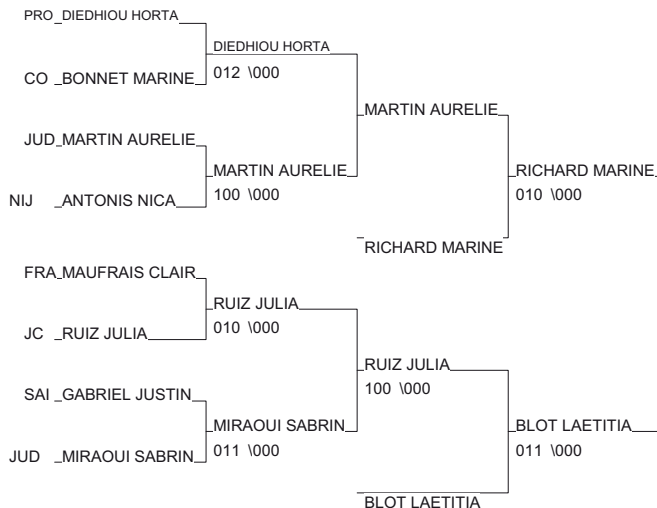 PRO_DIEDHIOU HORTA
DIEDHIOU HORTA
012 \000
CO _BONNET MARINE
MARTIN AURELIE
JUD_MARTIN AURELIE
MARTIN AURELIE
RICHARD MARINE
100 \000
010 \000
NIJ _ANTONIS NICA
RICHARD MARINE
FRA_MAUFRAIS CLAIR
RUIZ JULIA
010 \000
JC _RUIZ JULIA
RUIZ JULIA
100 \000
SAI _GABRIEL JUSTIN
MIRAOUI SABRIN
BLOT LAETITIA
011 \000
011 \000
JUD _MIRAOUI SABRIN
BLOT LAETITIA